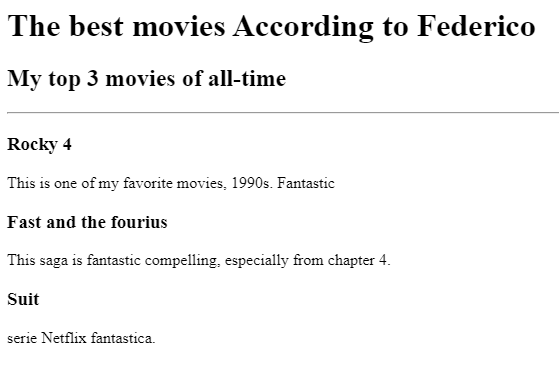 The best movies According to Federico
My top 3 movies of all-time
Rocky 4
This is one of my favorite movies, 1990s. Fantastic
Fast and the fourius
This saga is fantastic compelling, especially from chapter 4.
Suit
serie Netflix fantastica.